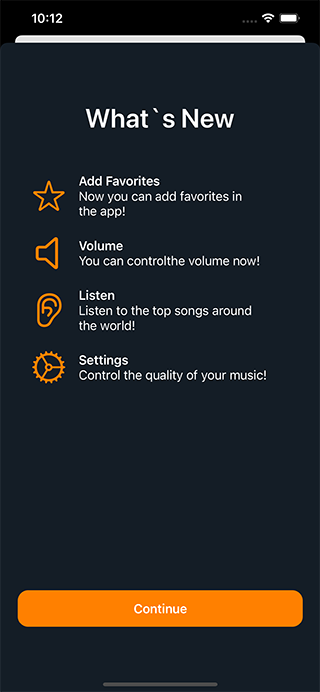 10:12
What`s New
Add Favorites
Now you can add favorites in
the app!
Volume
You can controlthe volume now!
Listen
Listen to the top songs around
the world!
Settings
Control the quality of your music!
Continue